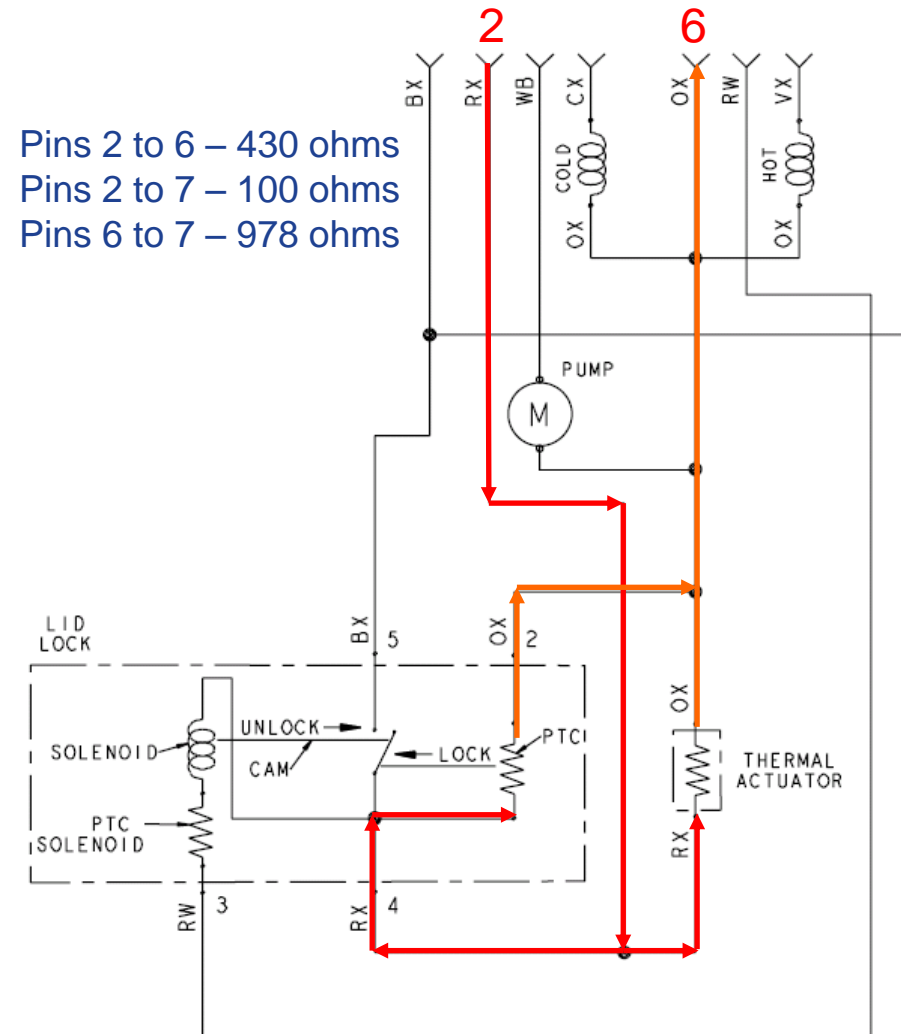 2
6
BX
RX
WB
CX
OX
RW
VX
Pins 2 to 6 – 430 ohms
Pins 2 to 7 – 100 ohms
Pins 6 to 7 – 978 ohms
COLD
HOT
OX
OX
PUMP
M
LID
LOCK
BX
5
OX
2
OX
UNLOCK
PTC
SOLENOID
LOCK
CAM
THERMAL
ACTUATOR
PTC
SOLENOID
RX
RW
3
RX
4